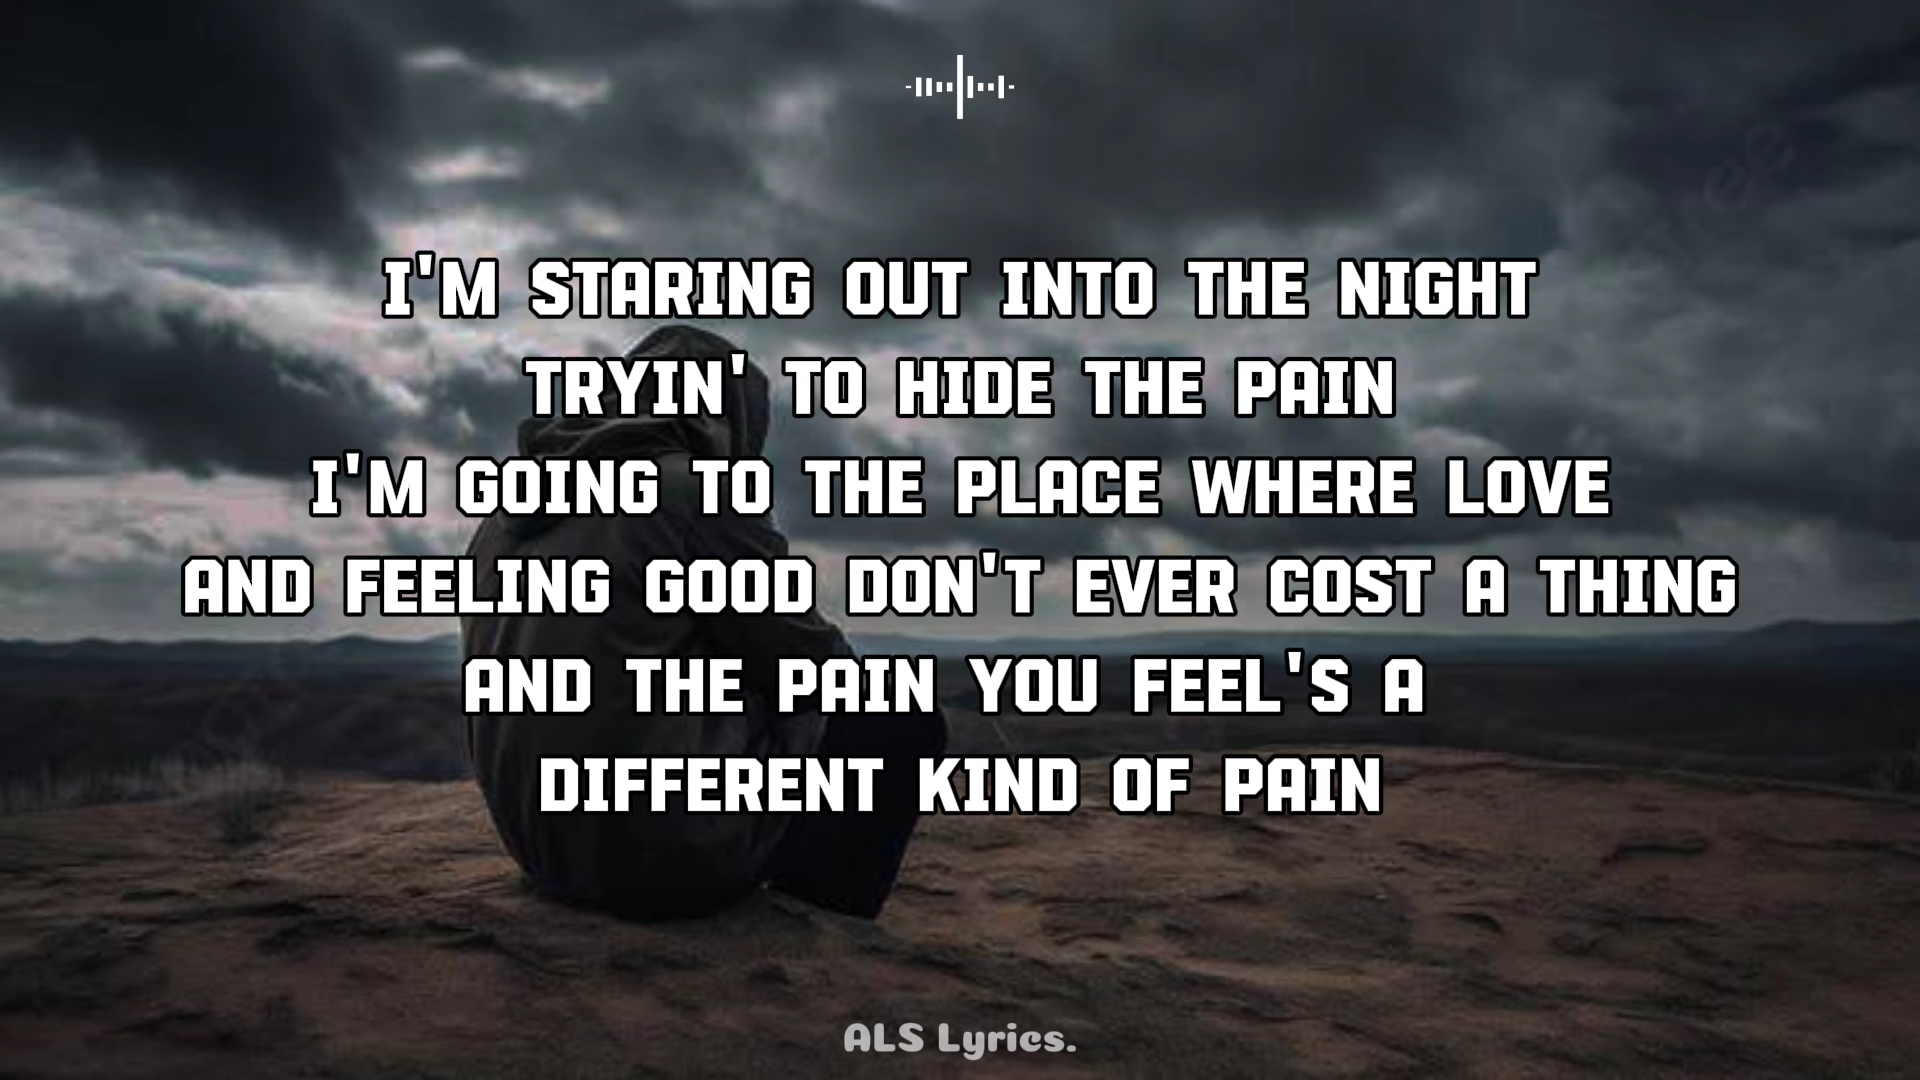 I'M STARING OUT INTO THE NIGHT
TRYIN' TO HIDE THE PAIN
I'M GOING TO THE PLACE WHERE LOVE
AND FEELING GOOD DON'T EVER COST A THING
AND THE PAIN YOU FEEL'S A
DIFFERENT KIND OF PAIN
ALS Lyrics.